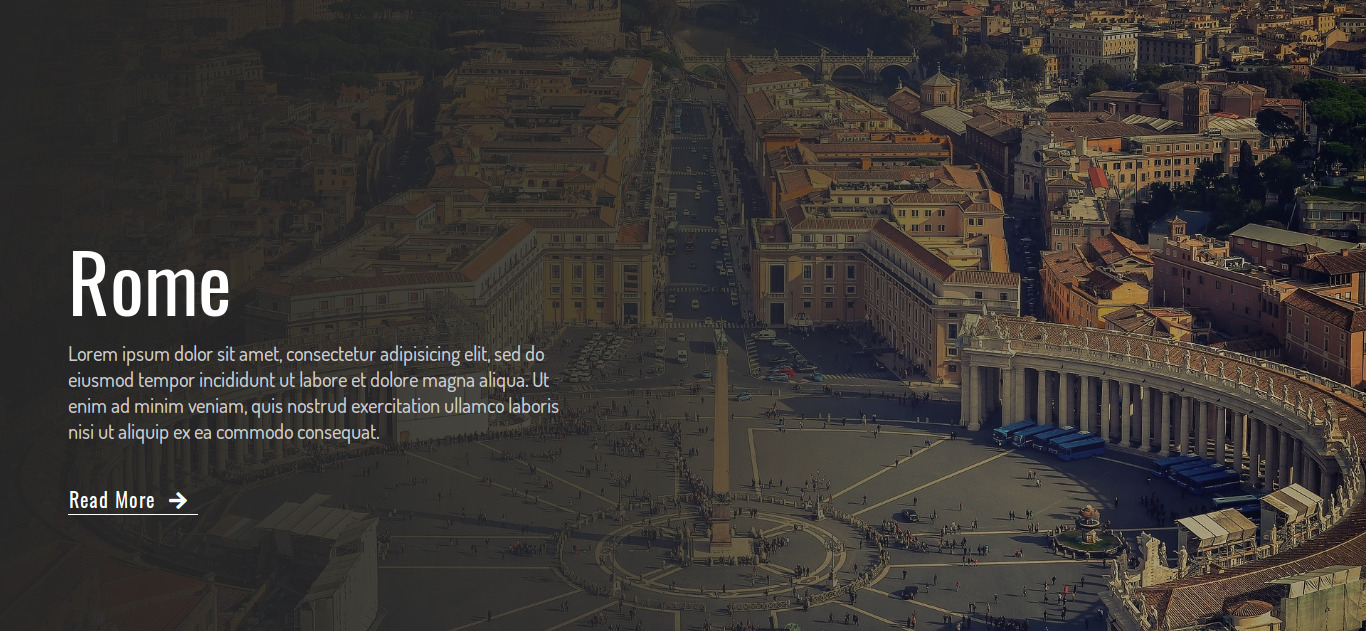 Rome
Lorem ipsum dolor sit amet, consectetur adipisicing elit, sed do
eiusmod tempor incididunt ut labore et dolore magna aliqua. Ut
enim ad minim veniam, quis nostrud exercitation ullamco laboris
nisi ut aliquip ex ea commodo consequat.
Read More